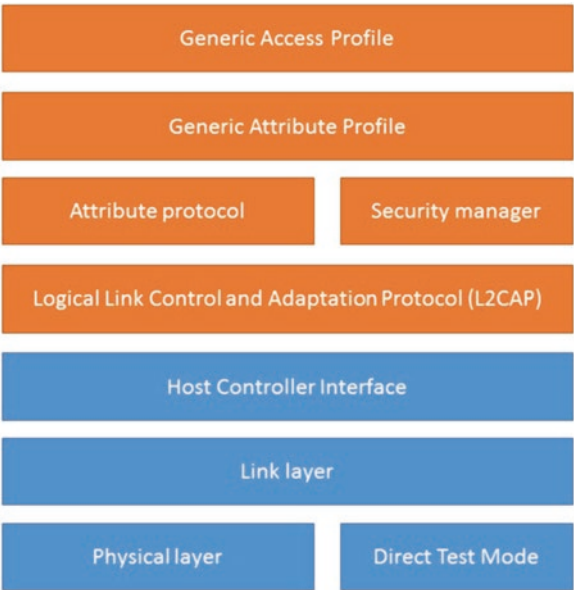 Generic Access Profile
Generic Attribute Profile
Attribute protocol
Security manager
Logical Link Control and Adaptation Protocol (L2CAP)
Host Controller Interface
Link layer
Physical layer
Direct Test Mode